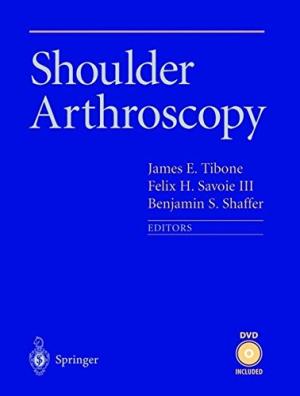 Shoulder
Arthroscopy
James E. Tibone
Felix H. Savoie III
Benjamin S. Shaffer
EDITORS
DVD
INCLUDED
Springer